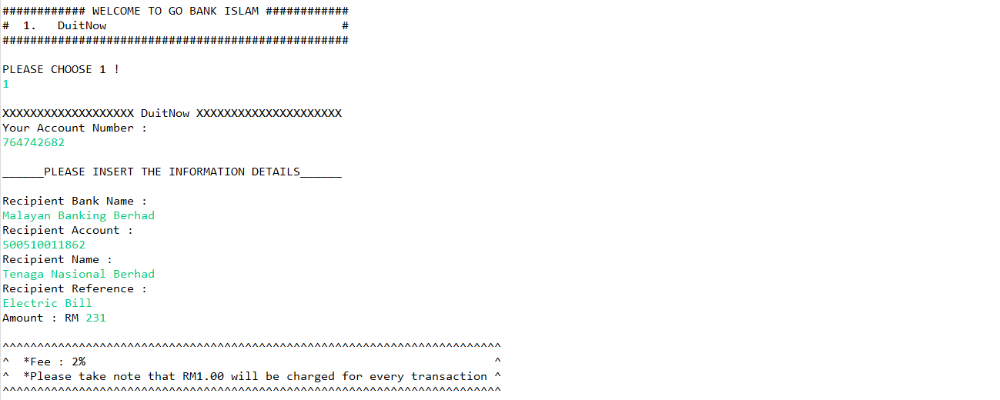 ############ WELCOME TO GO BANK ISLAM ############
#  1.   DuitNow                                  #
##################################################
PLEASE CHOOSE 1 !
1
XXXXXXXXXXXXXXXXXXX DuitNow XXXXXXXXXXXXXXXXXXXXX
Your Account Number :
764742682
______PLEASE INSERT THE INFORMATION DETAILS______
Recipient Bank Name :
Malayan Banking Berhad
Recipient Account :
500510011862
Recipient Name :
Tenaga Nasional Berhad
Recipient Reference :
Electric Bill
Amount : RM 231
^^^^^^^^^^^^^^^^^^^^^^^^^^^^^^^^^^^^^^^^^^^^^^^^^^^^^^^^^^^^^^^^^^^^^^^^
^  *Fee : 2%                                                           ^
^  *Please take note that RM1.00 will be charged for every transaction ^
^^^^^^^^^^^^^^^^^^^^^^^^^^^^^^^^^^^^^^^^^^^^^^^^^^^^^^^^^^^^^^^^^^^^^^^^